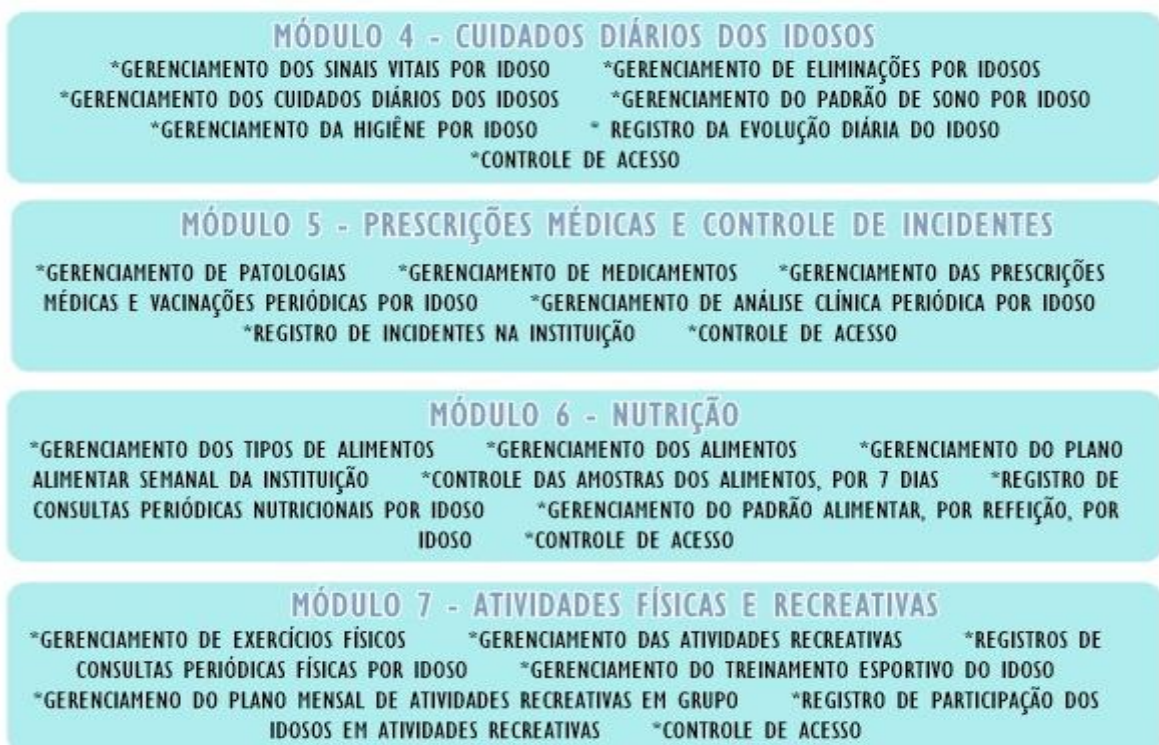 MÓDULO 4 - CUIDADOS DIÁRIOS DOS IDOSOS
*GERENCIAMENTO DOS SINAIS VITAIS POR IDOSO *GERENCIAMENTO DE ELIMINAÇÕES POR IDOSOS
*GERENCIAMENTO DOS CUIDADOS DIÁRIOS DOS IDOSOS *GERENCIAMENTO DO PADRÃO DE SONO POR IDOSO
*GERENCIAMENTO DA HIGIÊNE POR IDOSO * REGISTRO DA EVOLUÇÃO DIÁRIA DO IDOSO
*CONTROLE DE ACESSO
MÓDULO 5 - PRESCRIÇÕES MÉDICAS E CONTROLE DE INCIDENTES
*GERENCIAMENTO DE PATOLOGIAS *GERENCIAMENTO DE MEDICAMENTOS *GERENCIAMENTO DAS PRESCRIÇÕES
MÉDICAS E VACINAÇÕES PERIÓDICAS POR IDOSO *GERENCIAMENTO DE ANÁLISE CLÍNICA PERIÓDICA POR IDOSO
*REGISTRO DE INCIDENTES NA INSTITUIÇÃO *CONTROLE DE ACESSO
MÓDULO 6 - NUTRIÇÃO
*GERENCIAMENTO DOS TIPOS DE ALIMENTOS *GERENCIAMENTO DOS ALIMENTOS *GERENCIAMENTO DO PLANO
ALIMENTAR SEMANAL DA INSTITUIÇÃO *CONTROLE DAS AMOSTRAS DOS ALIMENTOS, POR 7 DIAS *REGISTRO DE
CONSULTAS PERIÓDICAS NUTRICIONAIS POR IDOSO *GERENCIAMENTO DO PADRÃO ALIMENTAR, POR REFEIÇÃO, POR
IDOSO *CONTROLE DE ACESSO
MÓDULO 7 - ATIVIDADES FÍSICAS E RECREATIVAS
*GERENCIAMENTO DE EXERCÍCIOS FÍSICOS *GERENCIAMENTO DAS ATIVIDADES RECREATIVAS *REGISTROS DE
CONSULTAS PERIÓDICAS FÍSICAS POR IDOSO *GERENCIAMENTO DO TREINAMENTO ESPORTIVO DO IDOSO
*GERENCIAMENO DO PLANO MENSAL DE ATIVIDADES RECREATIVAS EM GRUPO *REGISTRO DE PARTICIPAÇÃO DOS
IDOSOS EM ATIVIDADES RECREATIVAS *CONTROLE DE ACESSO